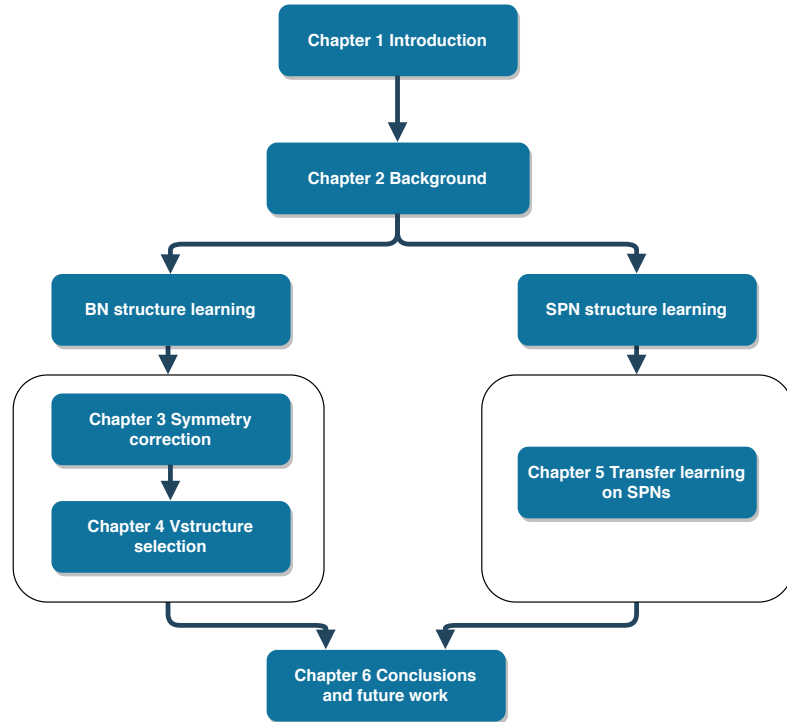 Chapter 1 Introduction
Chapter 2 Background
BN structure learning
SPN structure learning
Chapter 3 Symmetry
correction
Chapter 4 Vstructure
selection
Chapter 5 Transfer learning
on SPNs
Chapter 6 Conclusions
and future work